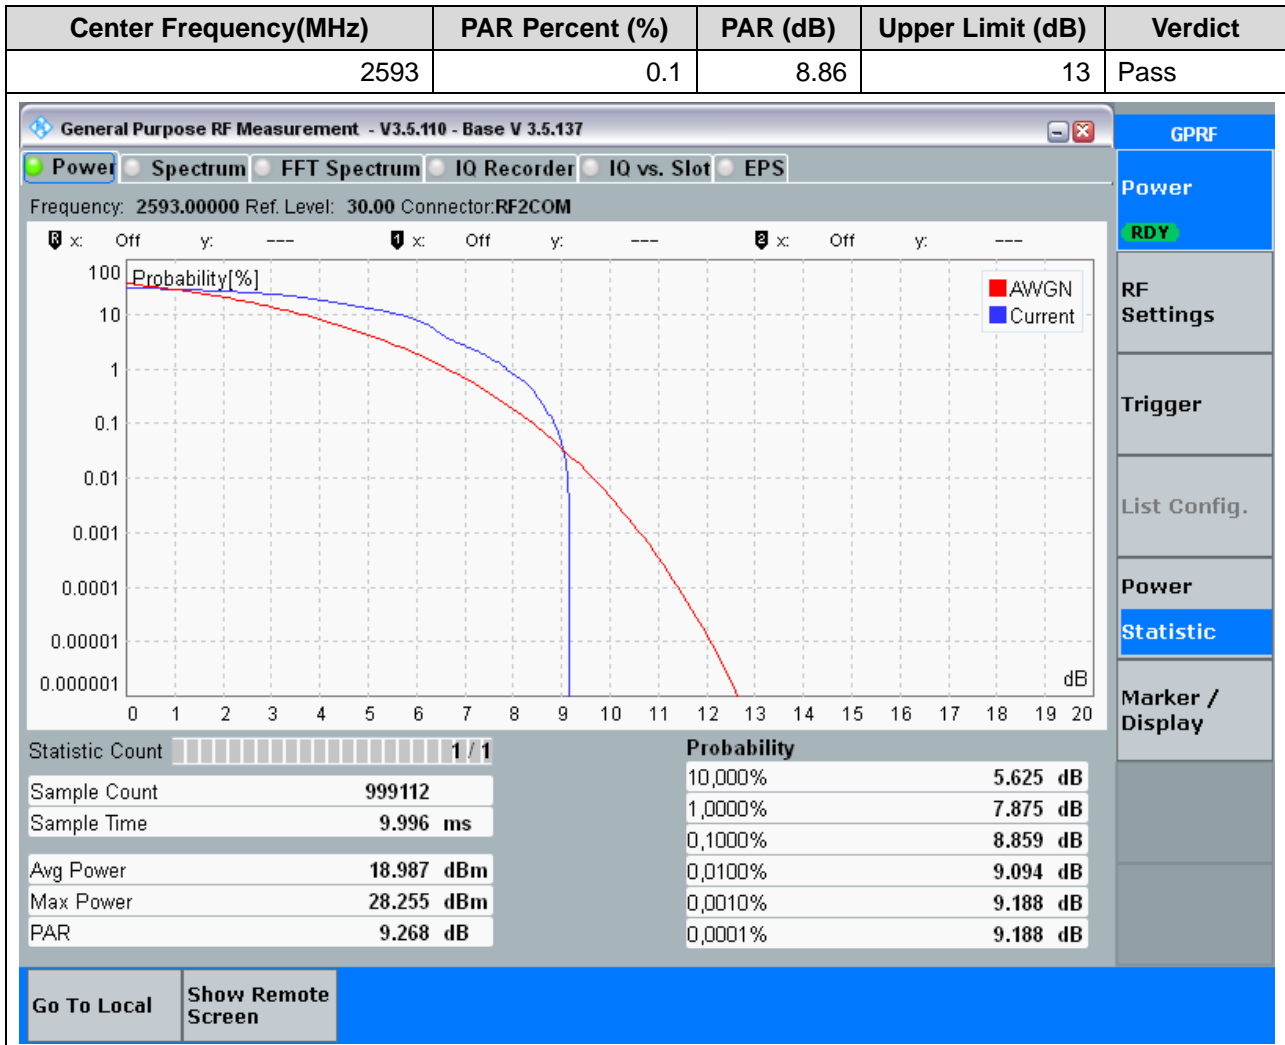 Center Frequency(MHz) PAR Percent (%) PAR (dB) Upper Limit (dB) Verdict
2593 0.1 8.86 13 Pass
General Purpose RF Measurement - V3.5.110 - Base V 3.5.137
GPRF
Power Spectrum FFT Spectrum IQ Recorder IQ vs. Slot EPS
Power
RDY
Frequency: 2593.00000 Ref. Level: 30.00 Connector:RF2COM
R x: Off y: --- 1 x: Off y: --- 2 x: Off y: ---
Probability[%]
AWGN
Current
100
10
1
0.1
0.01
0.001
0.0001
0.00001
0.000001
dB
0 1 2 3 4 5 6 7 8 9 10 11 12 13 14 15 16 17 18 19 20
RF
Settings
Trigger
List Config.
Power
Statistic
Marker /
Display
Statistic Count 1 / 1
Sample Count 999112
Sample Time 9.996 ms
Avg Power 18.987 dBm
Max Power 28.255 dBm
PAR 9.268 dB
Probability
10,000% 5.625 dB
1,0000% 7.875 dB
0,1000% 8.859 dB
0,0100% 9.094 dB
0,0010% 9.188 dB
0,0001% 9.188 dB
Go To Local
Show Remote
Screen